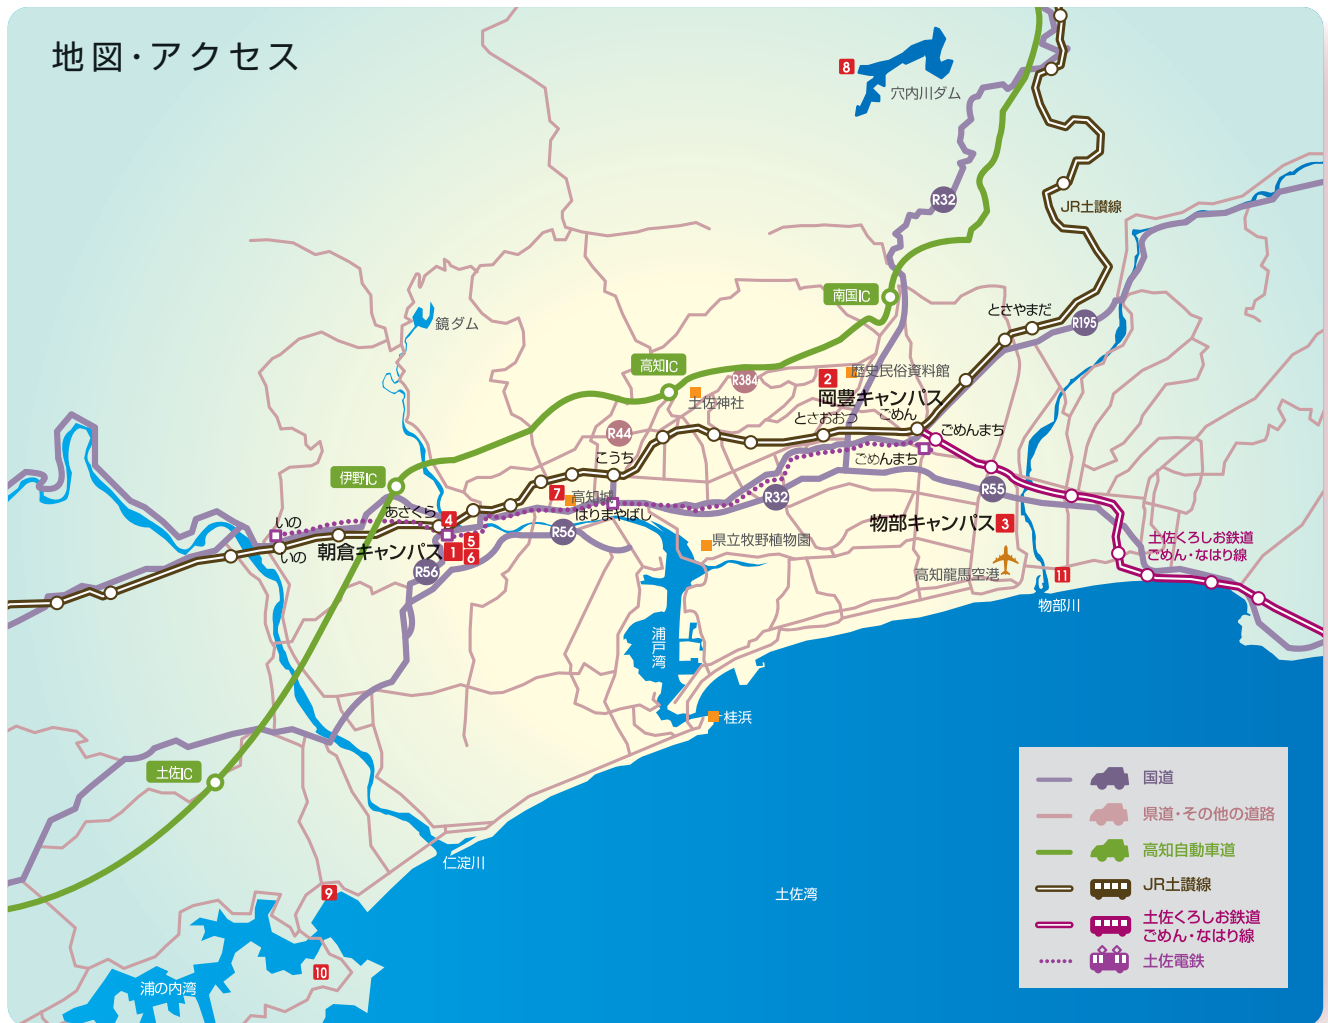 地図・アクセス
8
穴内川ダム
R32
JR土讃線
南国IC
とさやまだ
R195
鏡ダム
高知IC
R384
2
歴史民俗資料館
岡豊キャンパス
土佐神社
とさおおつ
ごめん
R44
ごめんまち
こうち
ごめんまち
伊野IC
7
高知城
R32
R55
あさくら
4
はりまやばし
いの
物部キャンパス
3
いの
朝倉キャンパス
1
5
6
R56
県立牧野植物園
土佐くろしお鉄道
ごめん・なはり線
R56
高知龍馬空港
11
物部川
浦戸湾
桂浜
土佐IC
仁淀川
9
土佐湾
10
浦の内湾
国道
県道・その他の道路
高知自動車道
JR土讃線
土佐くろしお鉄道
ごめん・なはり線
土佐電鉄